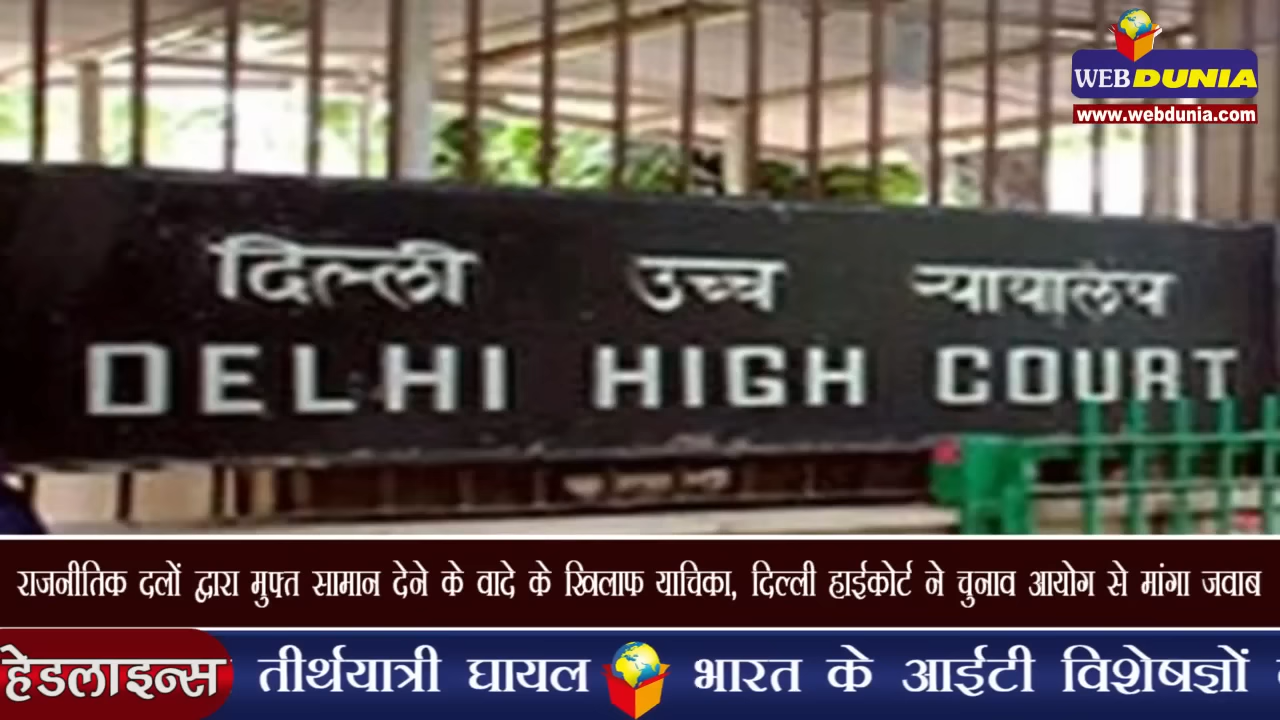 WEBDUNIA
www.webdunia.com
दिल्ली उच्च न्यायालय
DELHI HIGH COURT
राजनीतिक दलों द्वारा मुफ्त सामान देने के वादे के खिलाफ याचिका, दिल्ली हाईकोर्ट ने चुनाव आयोग से मांगा जवाब
हेडलाइन्स तीर्थयात्री घायल भारत के आईटी विशेषज्ञों